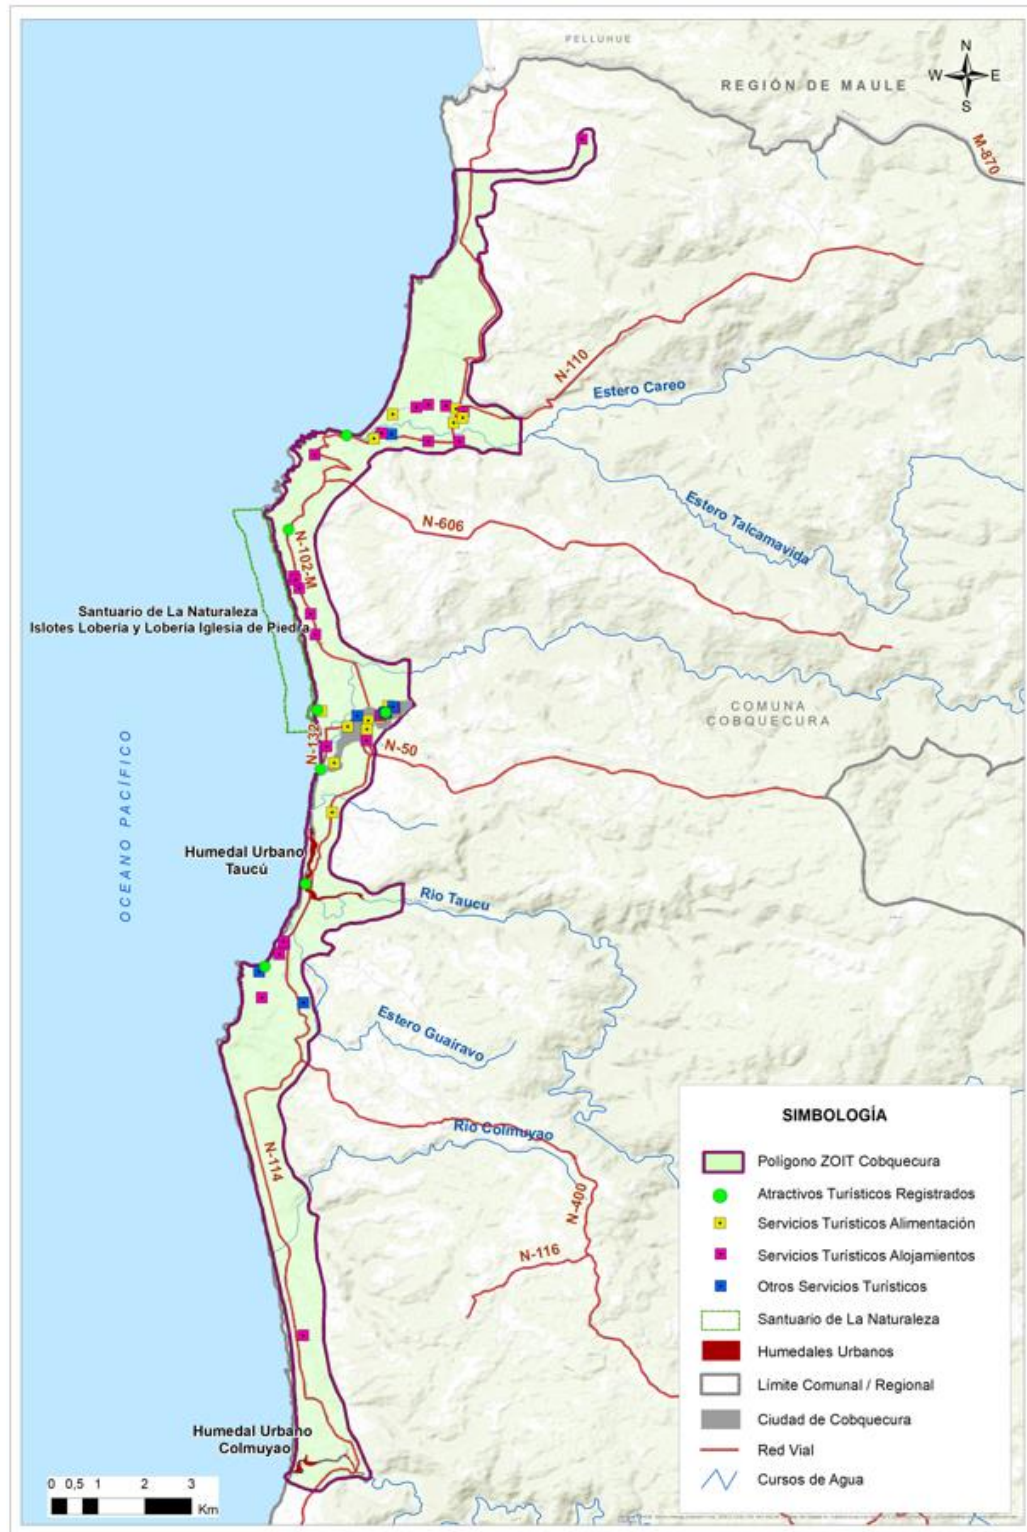 PELLUHUE
N
W E
S
REGIÓN DE MAULE
M-870
N-110
Estero Careo
Estero Talcamavida
N-606
N-102-M
Santuario de La Naturaleza
Islotes Lobería y Lobería Iglesia de Piedra
COMUNA
COBQUECURA
N-132
N-50
OCEANO PACÍFICO
Humedal Urbano
Taucú
Rio Taucu
Estero Guairavo
Rio Colmuyao
N-114
N-400
N-116
Humedal Urbano
Colmuyao
0 0,5 1 2 3
Km
SIMBOLOGÍA
Poligono ZOIT Cobquecura
Atractivos Turísticos Registrados
Servicios Turísticos Alimentación
Servicios Turísticos Alojamientos
Otros Servicios Turísticos
Santuario de La Naturaleza
Humedales Urbanos
Límite Comunal / Regional
Ciudad de Cobquecura
Red Vial
Cursos de Agua